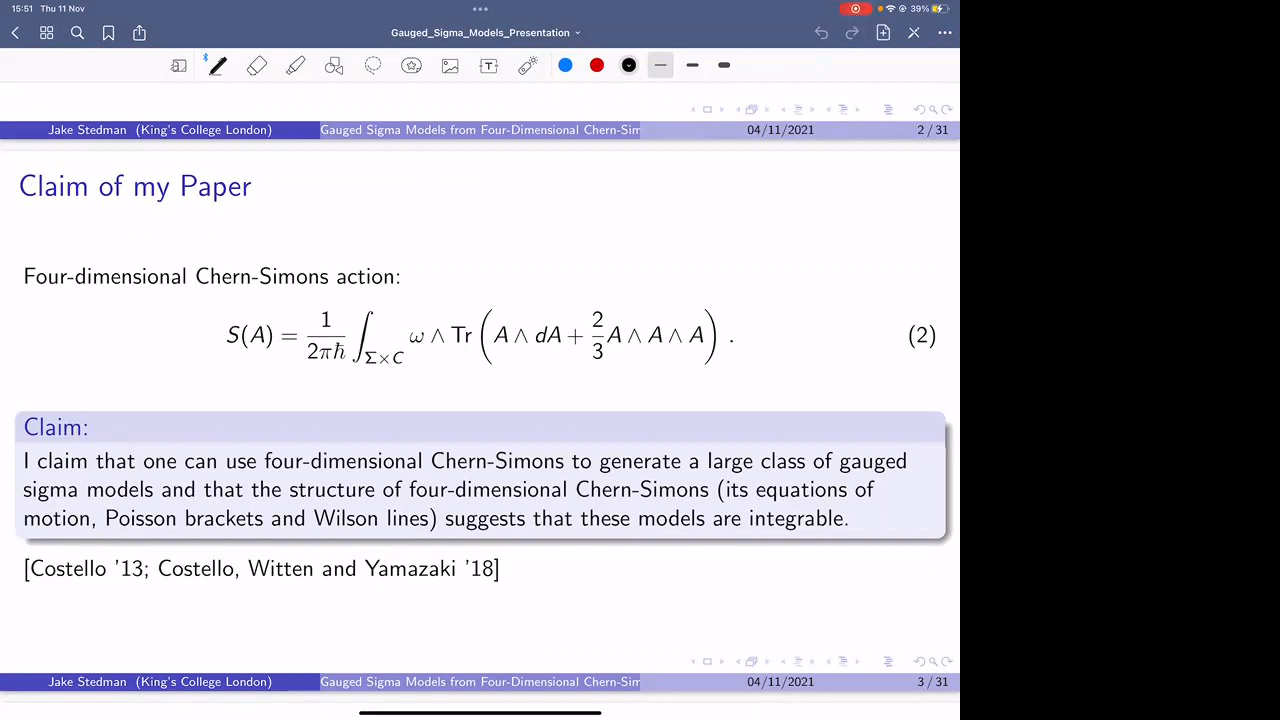 15:51 Thu 11 Nov
39%
Gauged_Sigma_Models_Presentation
Jake Stedman (King's College London) Gauged Sigma Models from Four-Dimensional Chern-Sim 04/11/2021 2 / 31
Claim of my Paper
Four-dimensional Chern-Simons action:
S(A) = 1/2πħ ∫_{Σ×C} ω ∧ Tr ( A ∧ dA + 2/3 A ∧ A ∧ A ) . (2)
Claim:
I claim that one can use four-dimensional Chern-Simons to generate a large class of gauged
sigma models and that the structure of four-dimensional Chern-Simons (its equations of
motion, Poisson brackets and Wilson lines) suggests that these models are integrable.
[Costello '13; Costello, Witten and Yamazaki '18]
Jake Stedman (King's College London) Gauged Sigma Models from Four-Dimensional Chern-Sim 04/11/2021 3 / 31